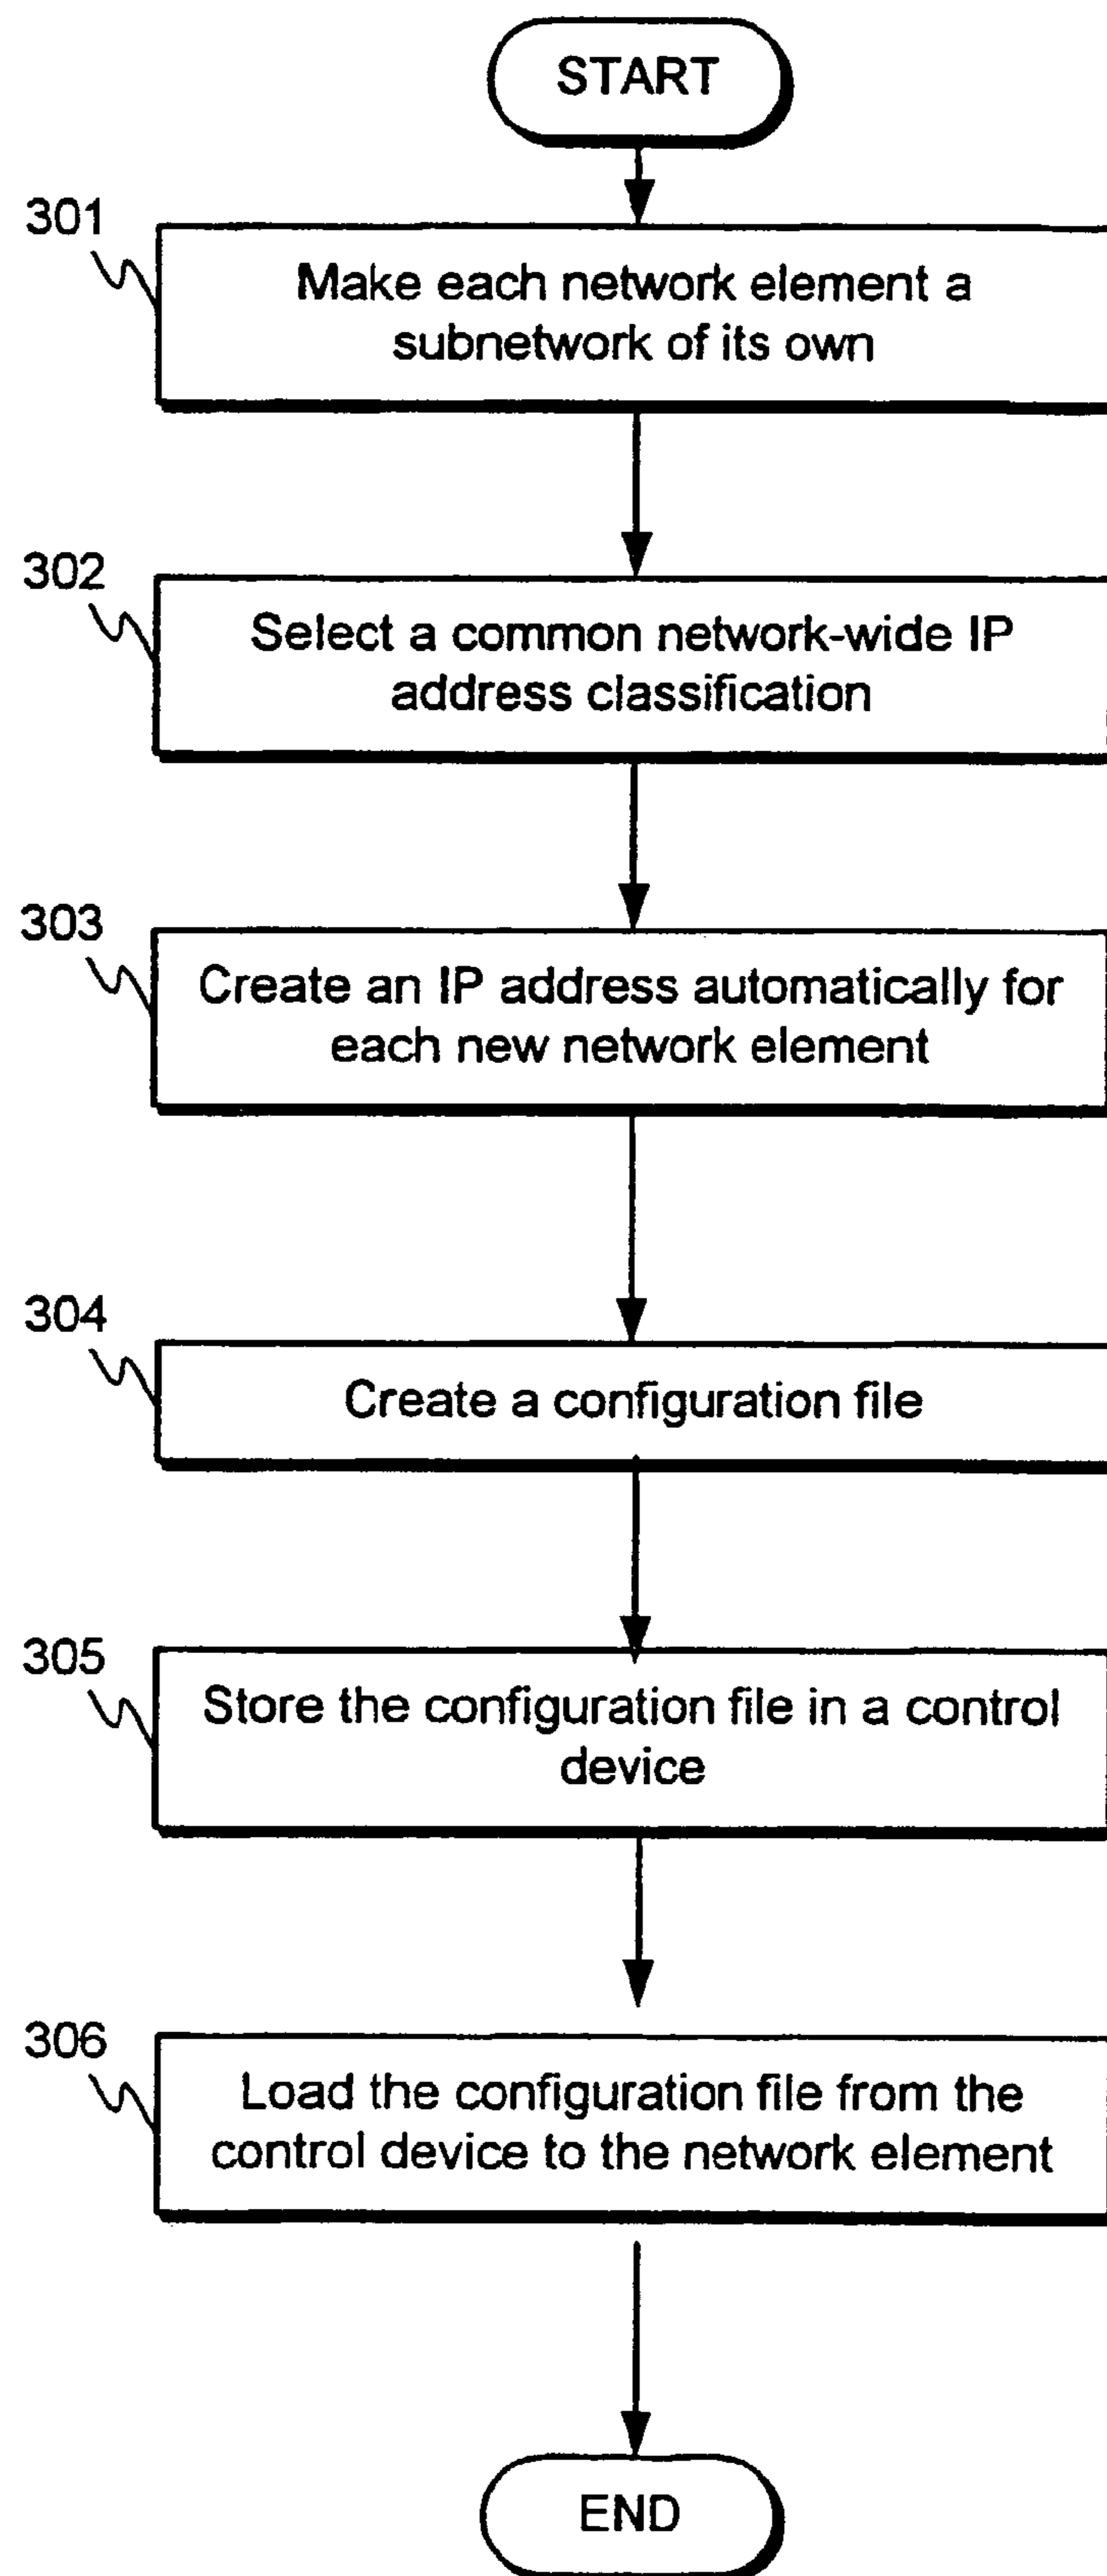 START
301
Make each network element a
subnetwork of its own
302
Select a common network-wide IP
address classification
303
Create an IP address automatically for
each new network element
304
Create a configuration file
305
Store the configuration file in a control
device
306
Load the configuration file from the
control device to the network element
END